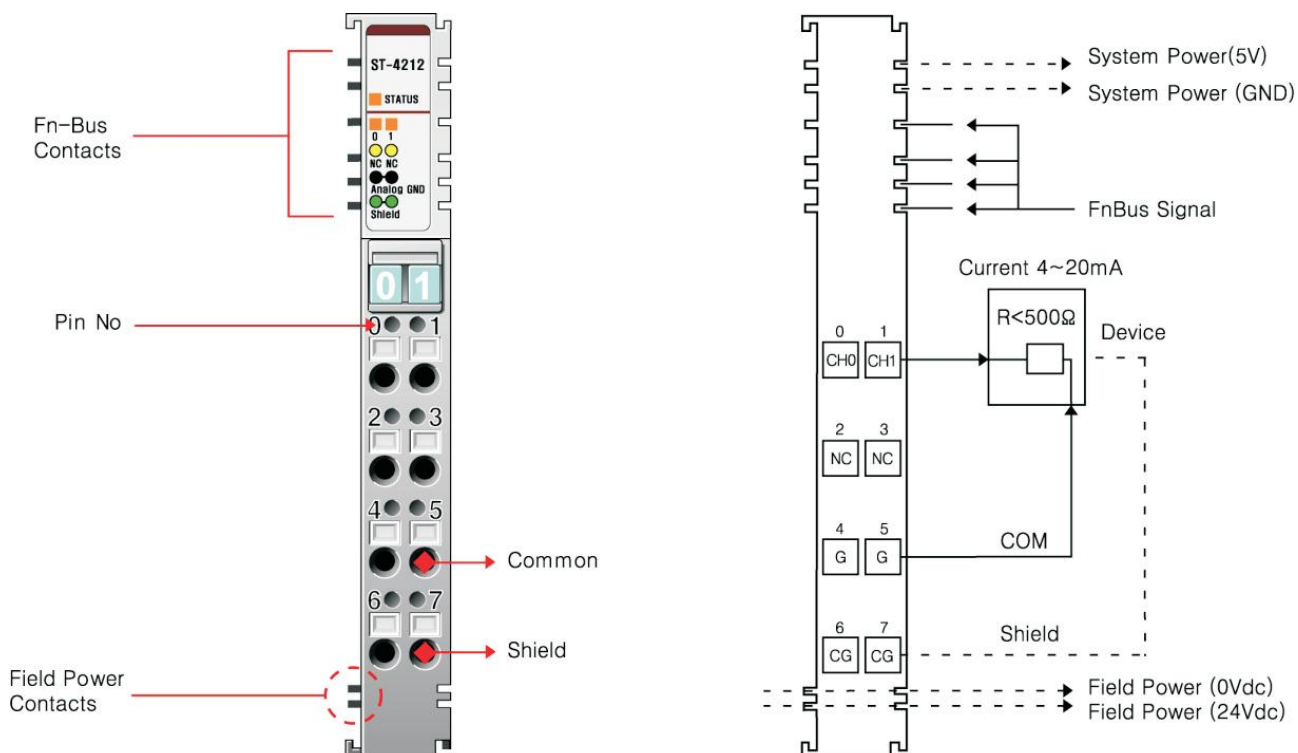 ST-4212
STATUS
0 1
NC NC
Analog GND
Shield
Fn-Bus
Contacts
0 1
Pin No
0 1
2 3
4 5
Common
6 7
Shield
Field Power
Contacts
System Power(5V)
System Power (GND)
FnBus Signal
Current 4~20mA
R<500Ω
Device
0 1
CH0 CH1
2 3
NC NC
4 5
G G
COM
6 7
CG CG
Shield
Field Power (0Vdc)
Field Power (24Vdc)